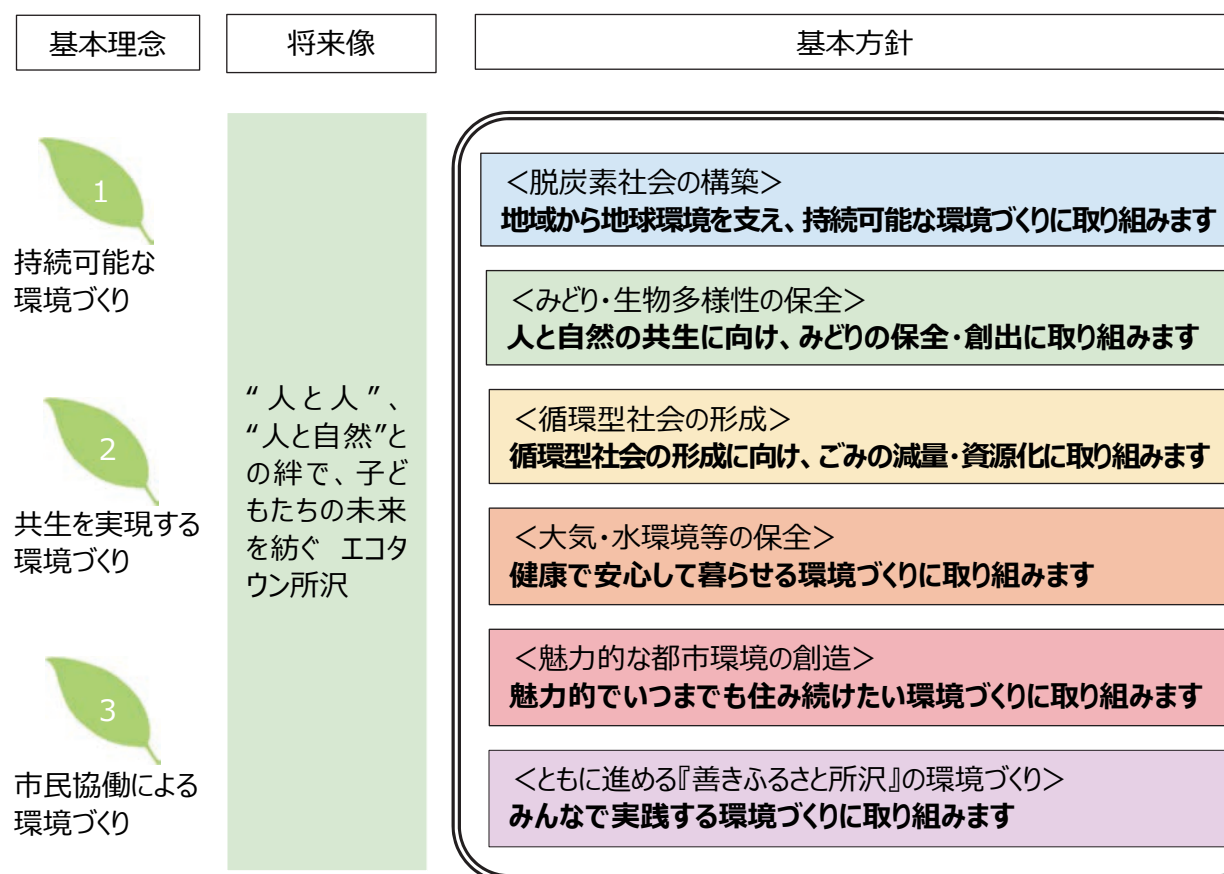 基本理念
将来像
基本方針
1
持続可能な
環境づくり
2
共生を実現する
環境づくり
3
市民協働による
環境づくり
“人と人”、
“人と自然”と
の絆で、子ど
もたちの未来
を紡ぐ　エコタ
ウン所沢
＜脱炭素社会の構築＞
地域から地球環境を支え、持続可能な環境づくりに取り組みます
＜みどり・生物多様性の保全＞
人と自然の共生に向け、みどりの保全・創出に取り組みます
＜循環型社会の形成＞
循環型社会の形成に向け、ごみの減量・資源化に取り組みます
＜大気・水環境等の保全＞
健康で安心して暮らせる環境づくりに取り組みます
＜魅力的な都市環境の創造＞
魅力的でいつまでも住み続けたい環境づくりに取り組みます
＜ともに進める『善きふるさと所沢』の環境づくり＞
みんなで実践する環境づくりに取り組みます